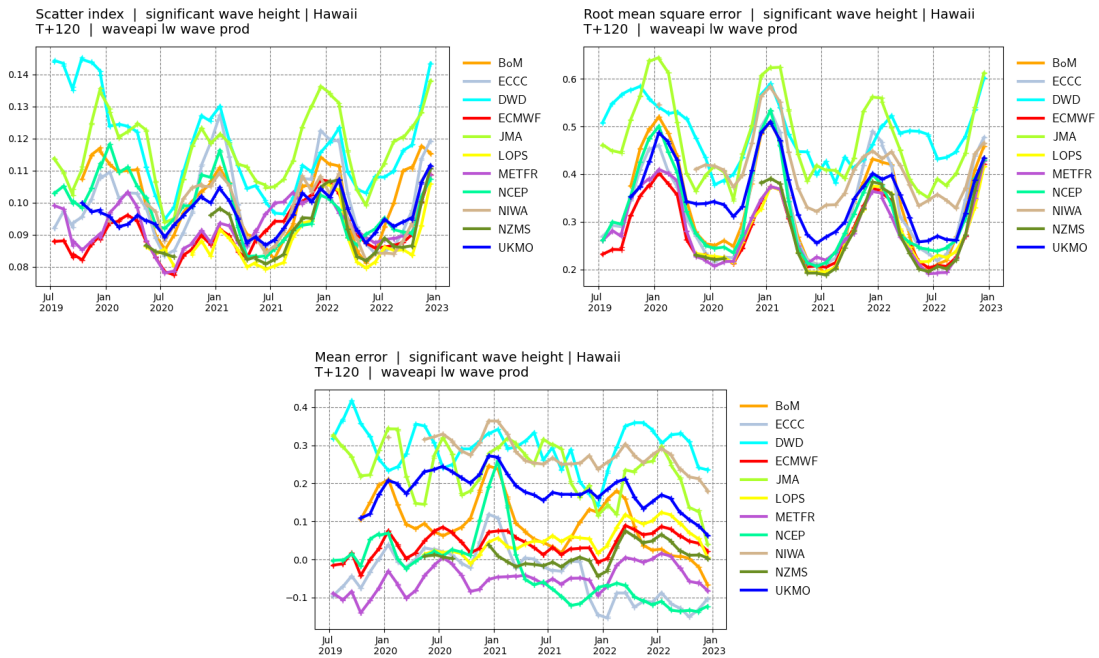 Scatter index | significant wave height | Hawaii
T+120 | waveapi lw wave prod
0.14
0.13
0.12
0.11
0.10
0.09
0.08
Jul 2019
Jan 2020
Jul 2020
Jan 2021
Jul 2021
Jan 2022
Jul 2022
Jan 2023
BoM
ECCC
DWD
ECMWF
JMA
LOPS
METFR
NCEP
NIWA
NZMS
UKMO
Root mean square error | significant wave height | Hawaii
T+120 | waveapi lw wave prod
0.6
0.5
0.4
0.3
0.2
Jul 2019
Jan 2020
Jul 2020
Jan 2021
Jul 2021
Jan 2022
Jul 2022
Jan 2023
BoM
ECCC
DWD
ECMWF
JMA
LOPS
METFR
NCEP
NIWA
NZMS
UKMO
Mean error | significant wave height | Hawaii
T+120 | waveapi lw wave prod
0.4
0.3
0.2
0.1
0.0
−0.1
Jul 2019
Jan 2020
Jul 2020
Jan 2021
Jul 2021
Jan 2022
Jul 2022
Jan 2023
BoM
ECCC
DWD
ECMWF
JMA
LOPS
METFR
NCEP
NIWA
NZMS
UKMO